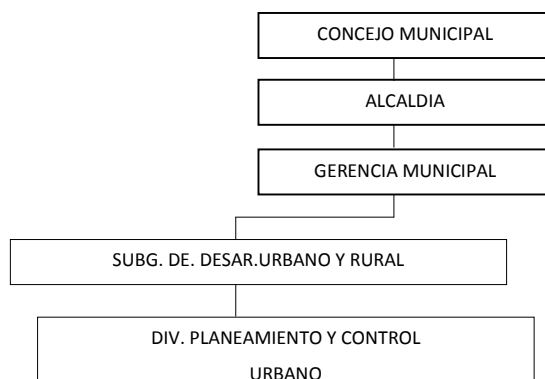 CONCEJO MUNICIPAL
ALCALDIA
GERENCIA MUNICIPAL
SUBG. DE. DESAR.URBANO Y RURAL
DIV. PLANEAMIENTO Y CONTROL
URBANO